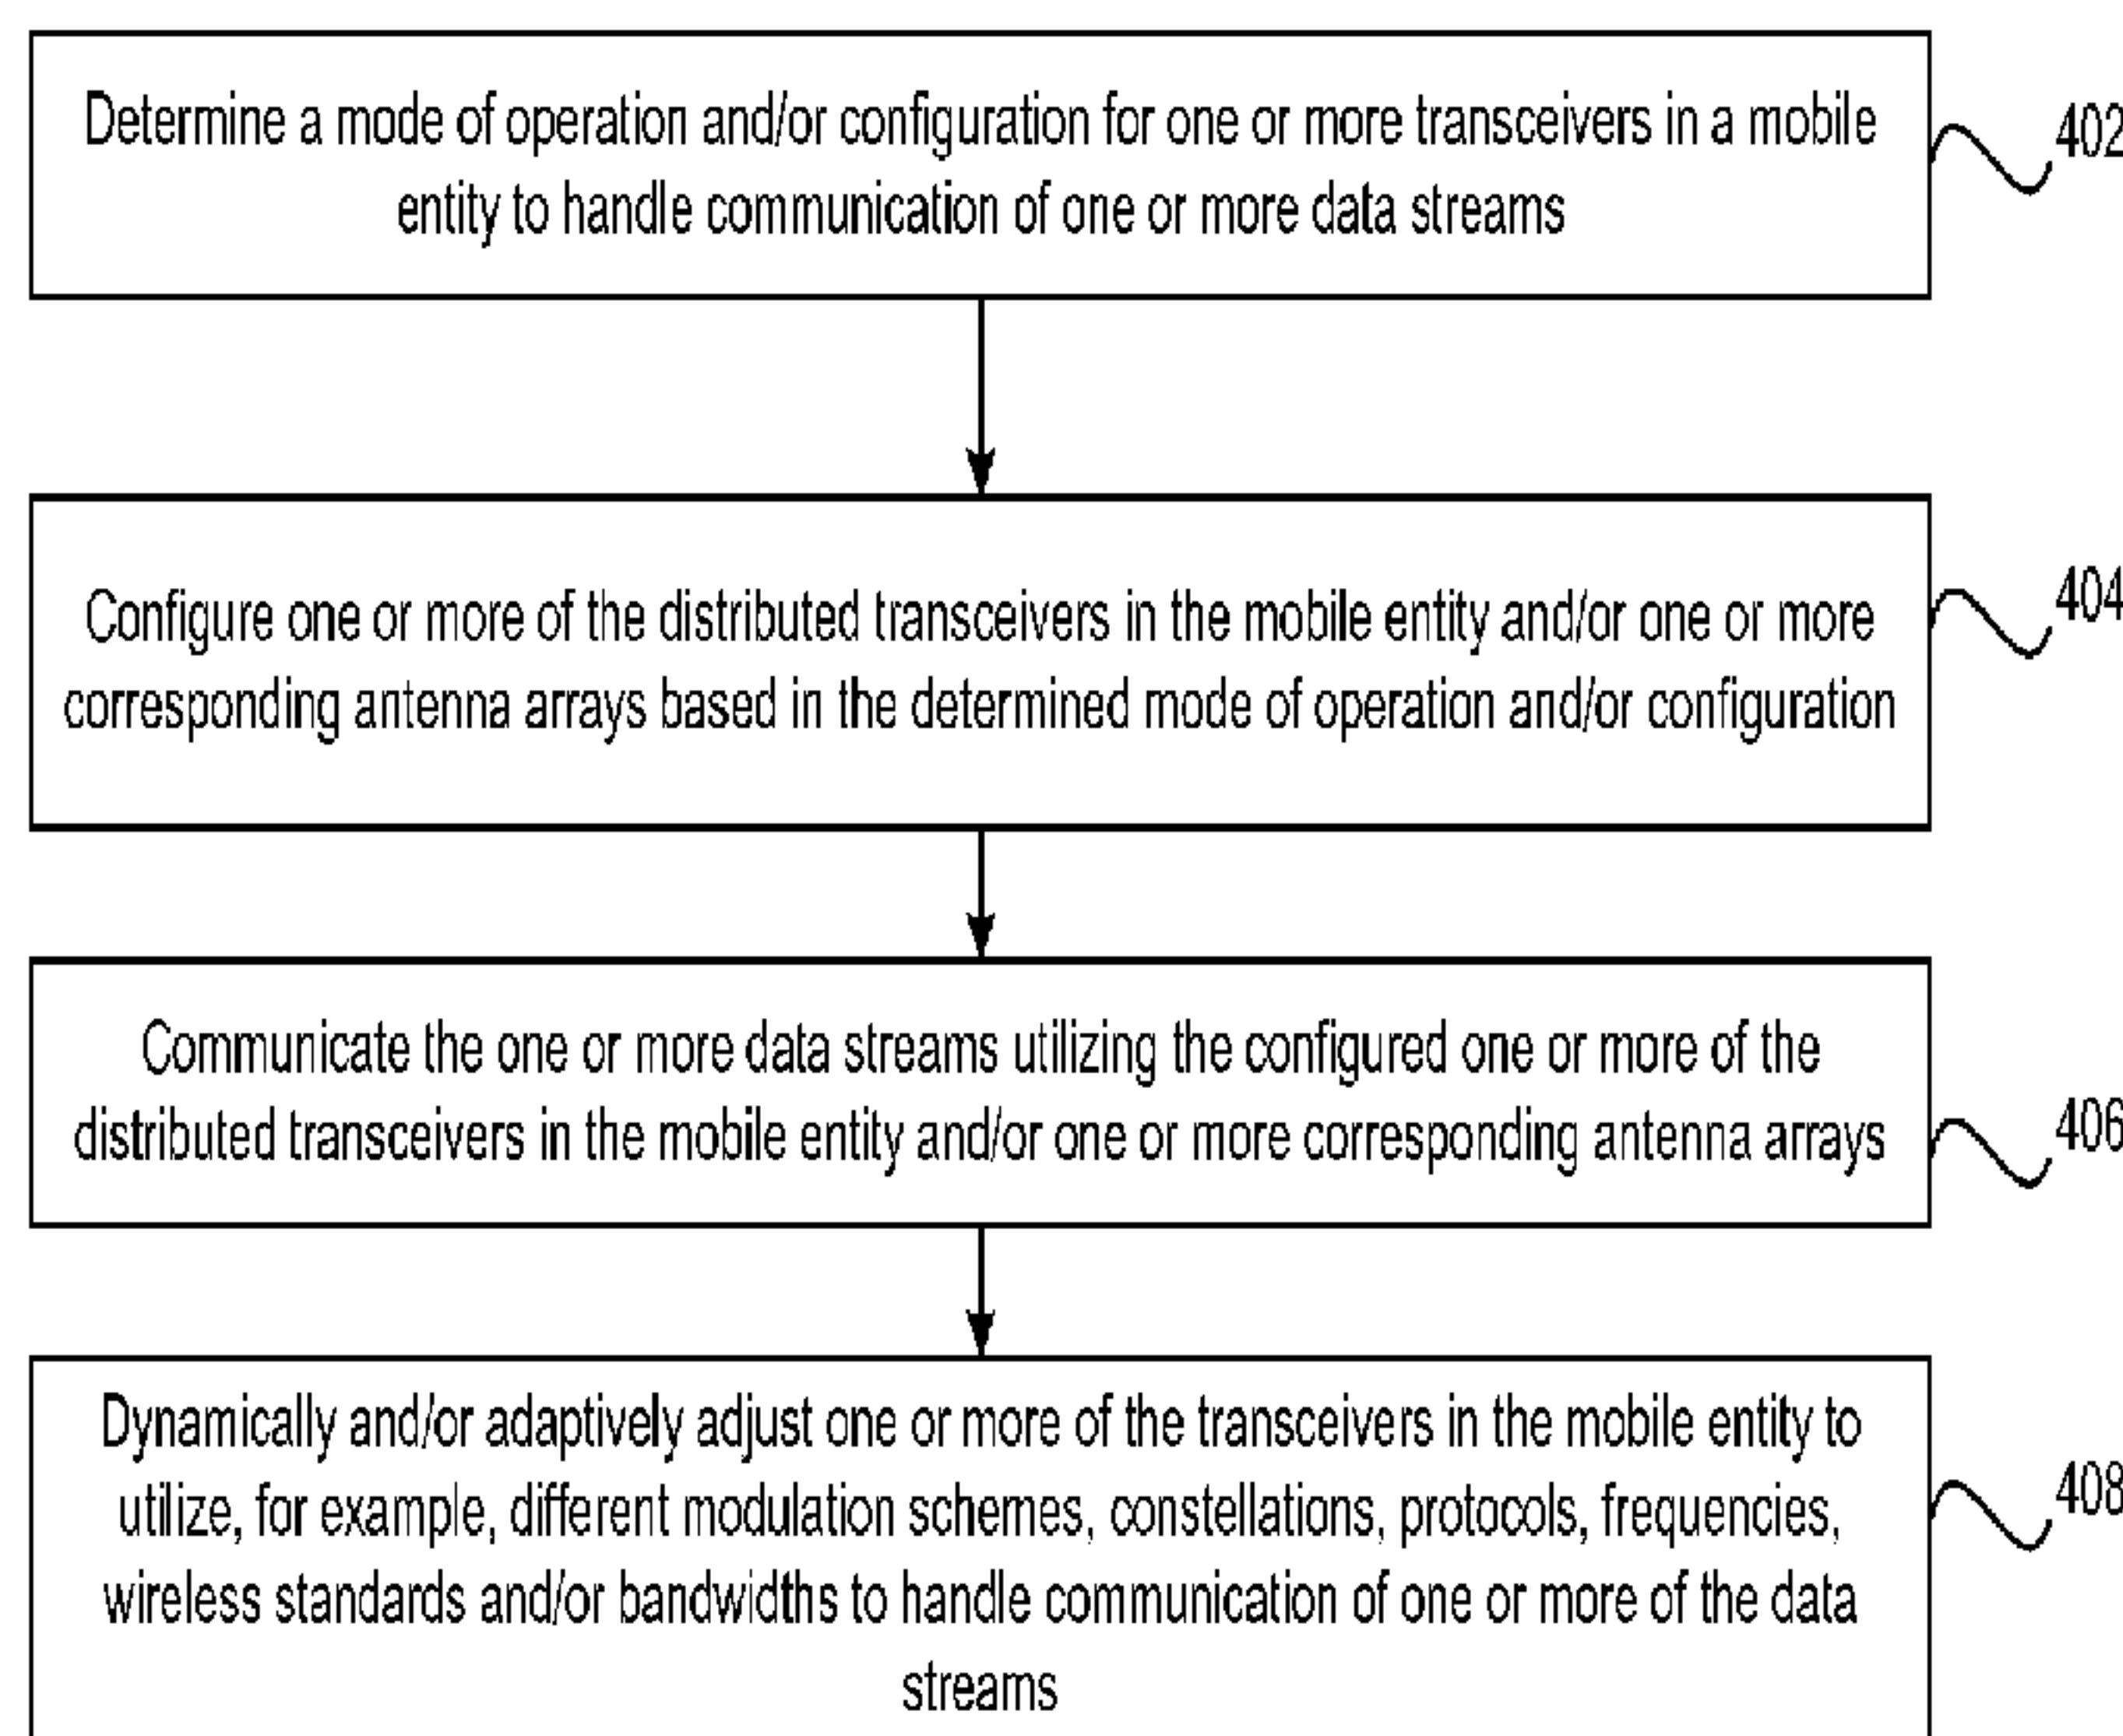 Determine a mode of operation and/or configuration for one or more transceivers in a mobile
entity to handle communication of one or more data streams
402
Configure one or more of the distributed transceivers in the mobile entity and/or one or more
corresponding antenna arrays based in the determined mode of operation and/or configuration
404
Communicate the one or more data streams utilizing the configured one or more of the
distributed transceivers in the mobile entity and/or one or more corresponding antenna arrays
406
Dynamically and/or adaptively adjust one or more of the transceivers in the mobile entity to
utilize, for example, different modulation schemes, constellations, protocols, frequencies,
wireless standards and/or bandwidths to handle communication of one or more of the data
streams
408